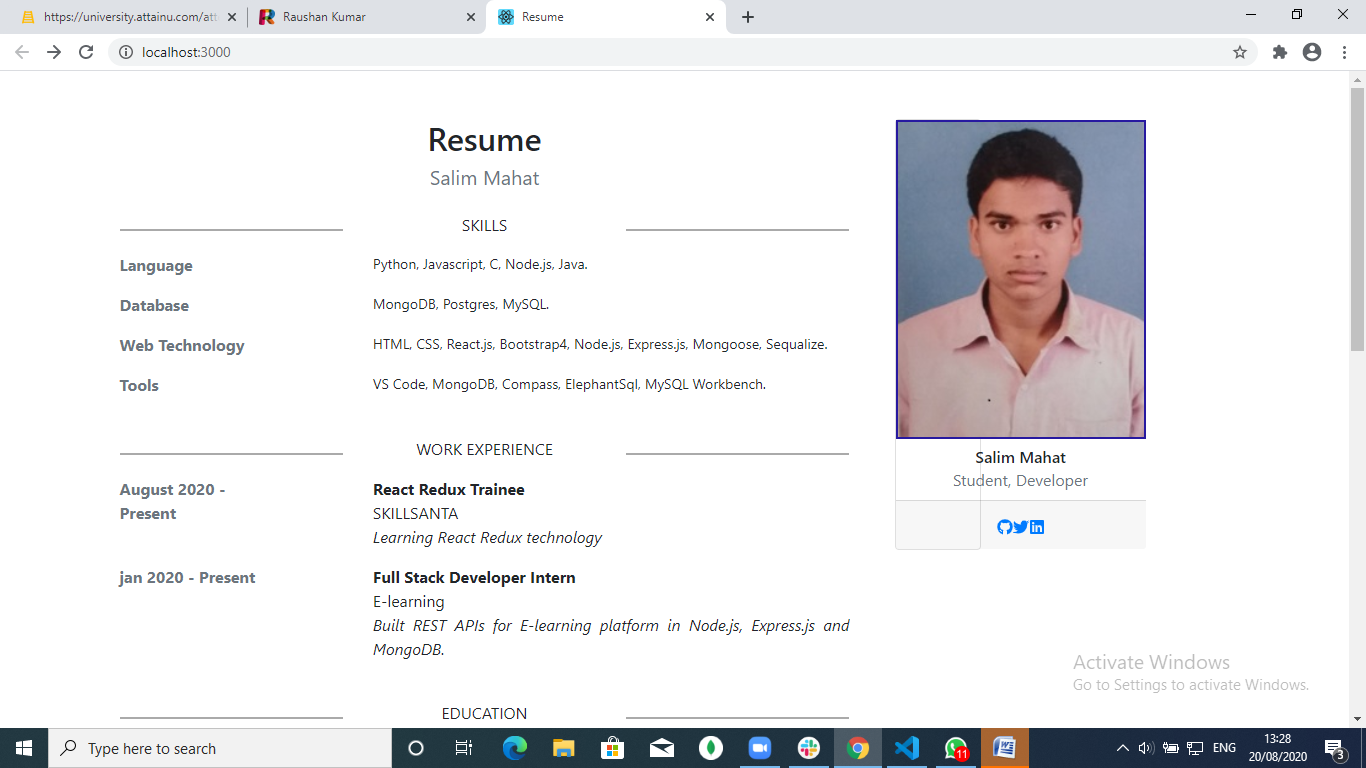 https://university.attainu.com/att
Raushan Kumar
Resume
localhost:3000
Resume
Salim Mahat
SKILLS
Language
Python, Javascript, C, Node.js, Java.
Database
MongoDB, Postgres, MySQL.
Web Technology
HTML, CSS, React.js, Bootstrap4, Node.js, Express.js, Mongoose, Sequalize.
Tools
VS Code, MongoDB, Compass, ElephantSql, MySQL Workbench.
WORK EXPERIENCE
August 2020 -
Present
React Redux Trainee
SKILLSANTA
Learning React Redux technology
jan 2020 - Present
Full Stack Developer Intern
E-learning
Built REST APIs for E-learning platform in Node.js, Express.js and
MongoDB.
EDUCATION
Salim Mahat
Student, Developer
Activate Windows
Go to Settings to activate Windows.
Type here to search
11
ENG
13:28
20/08/2020
3